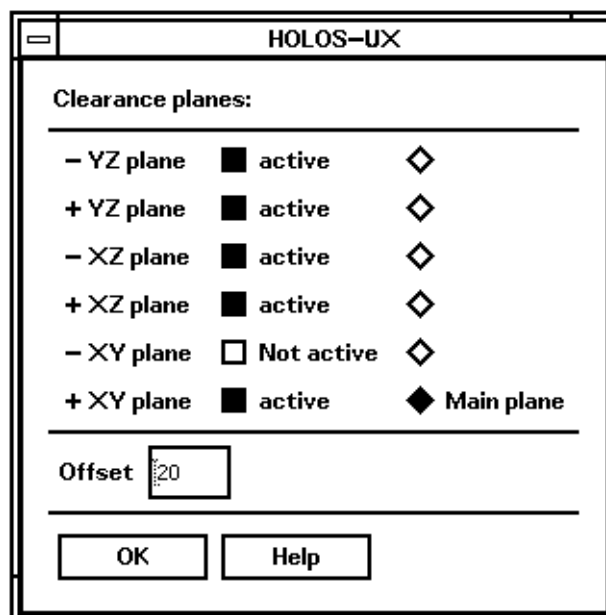 HOLOS-UX
Clearance planes:
- YZ plane active
+ YZ plane active
- XZ plane active
+ XZ plane active
- XY plane Not active
+ XY plane active Main plane
Offset 20
OK Help